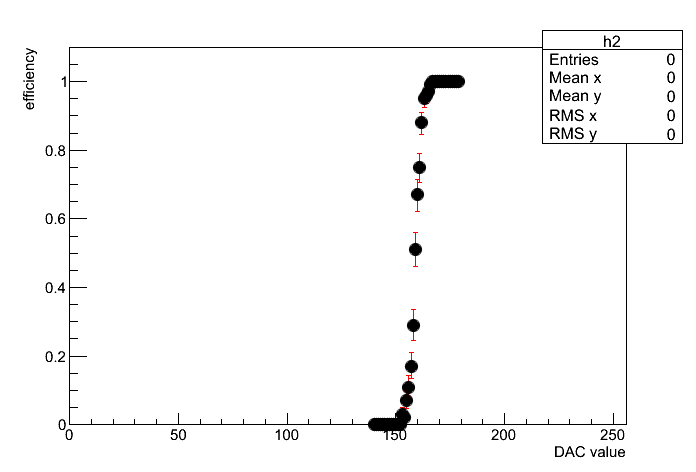 h2
Entries 0
Mean x 0
Mean y 0
RMS x 0
RMS y 0
efficiency
1
0.8
0.6
0.4
0.2
0
0 50 100 150 200 250
DAC value